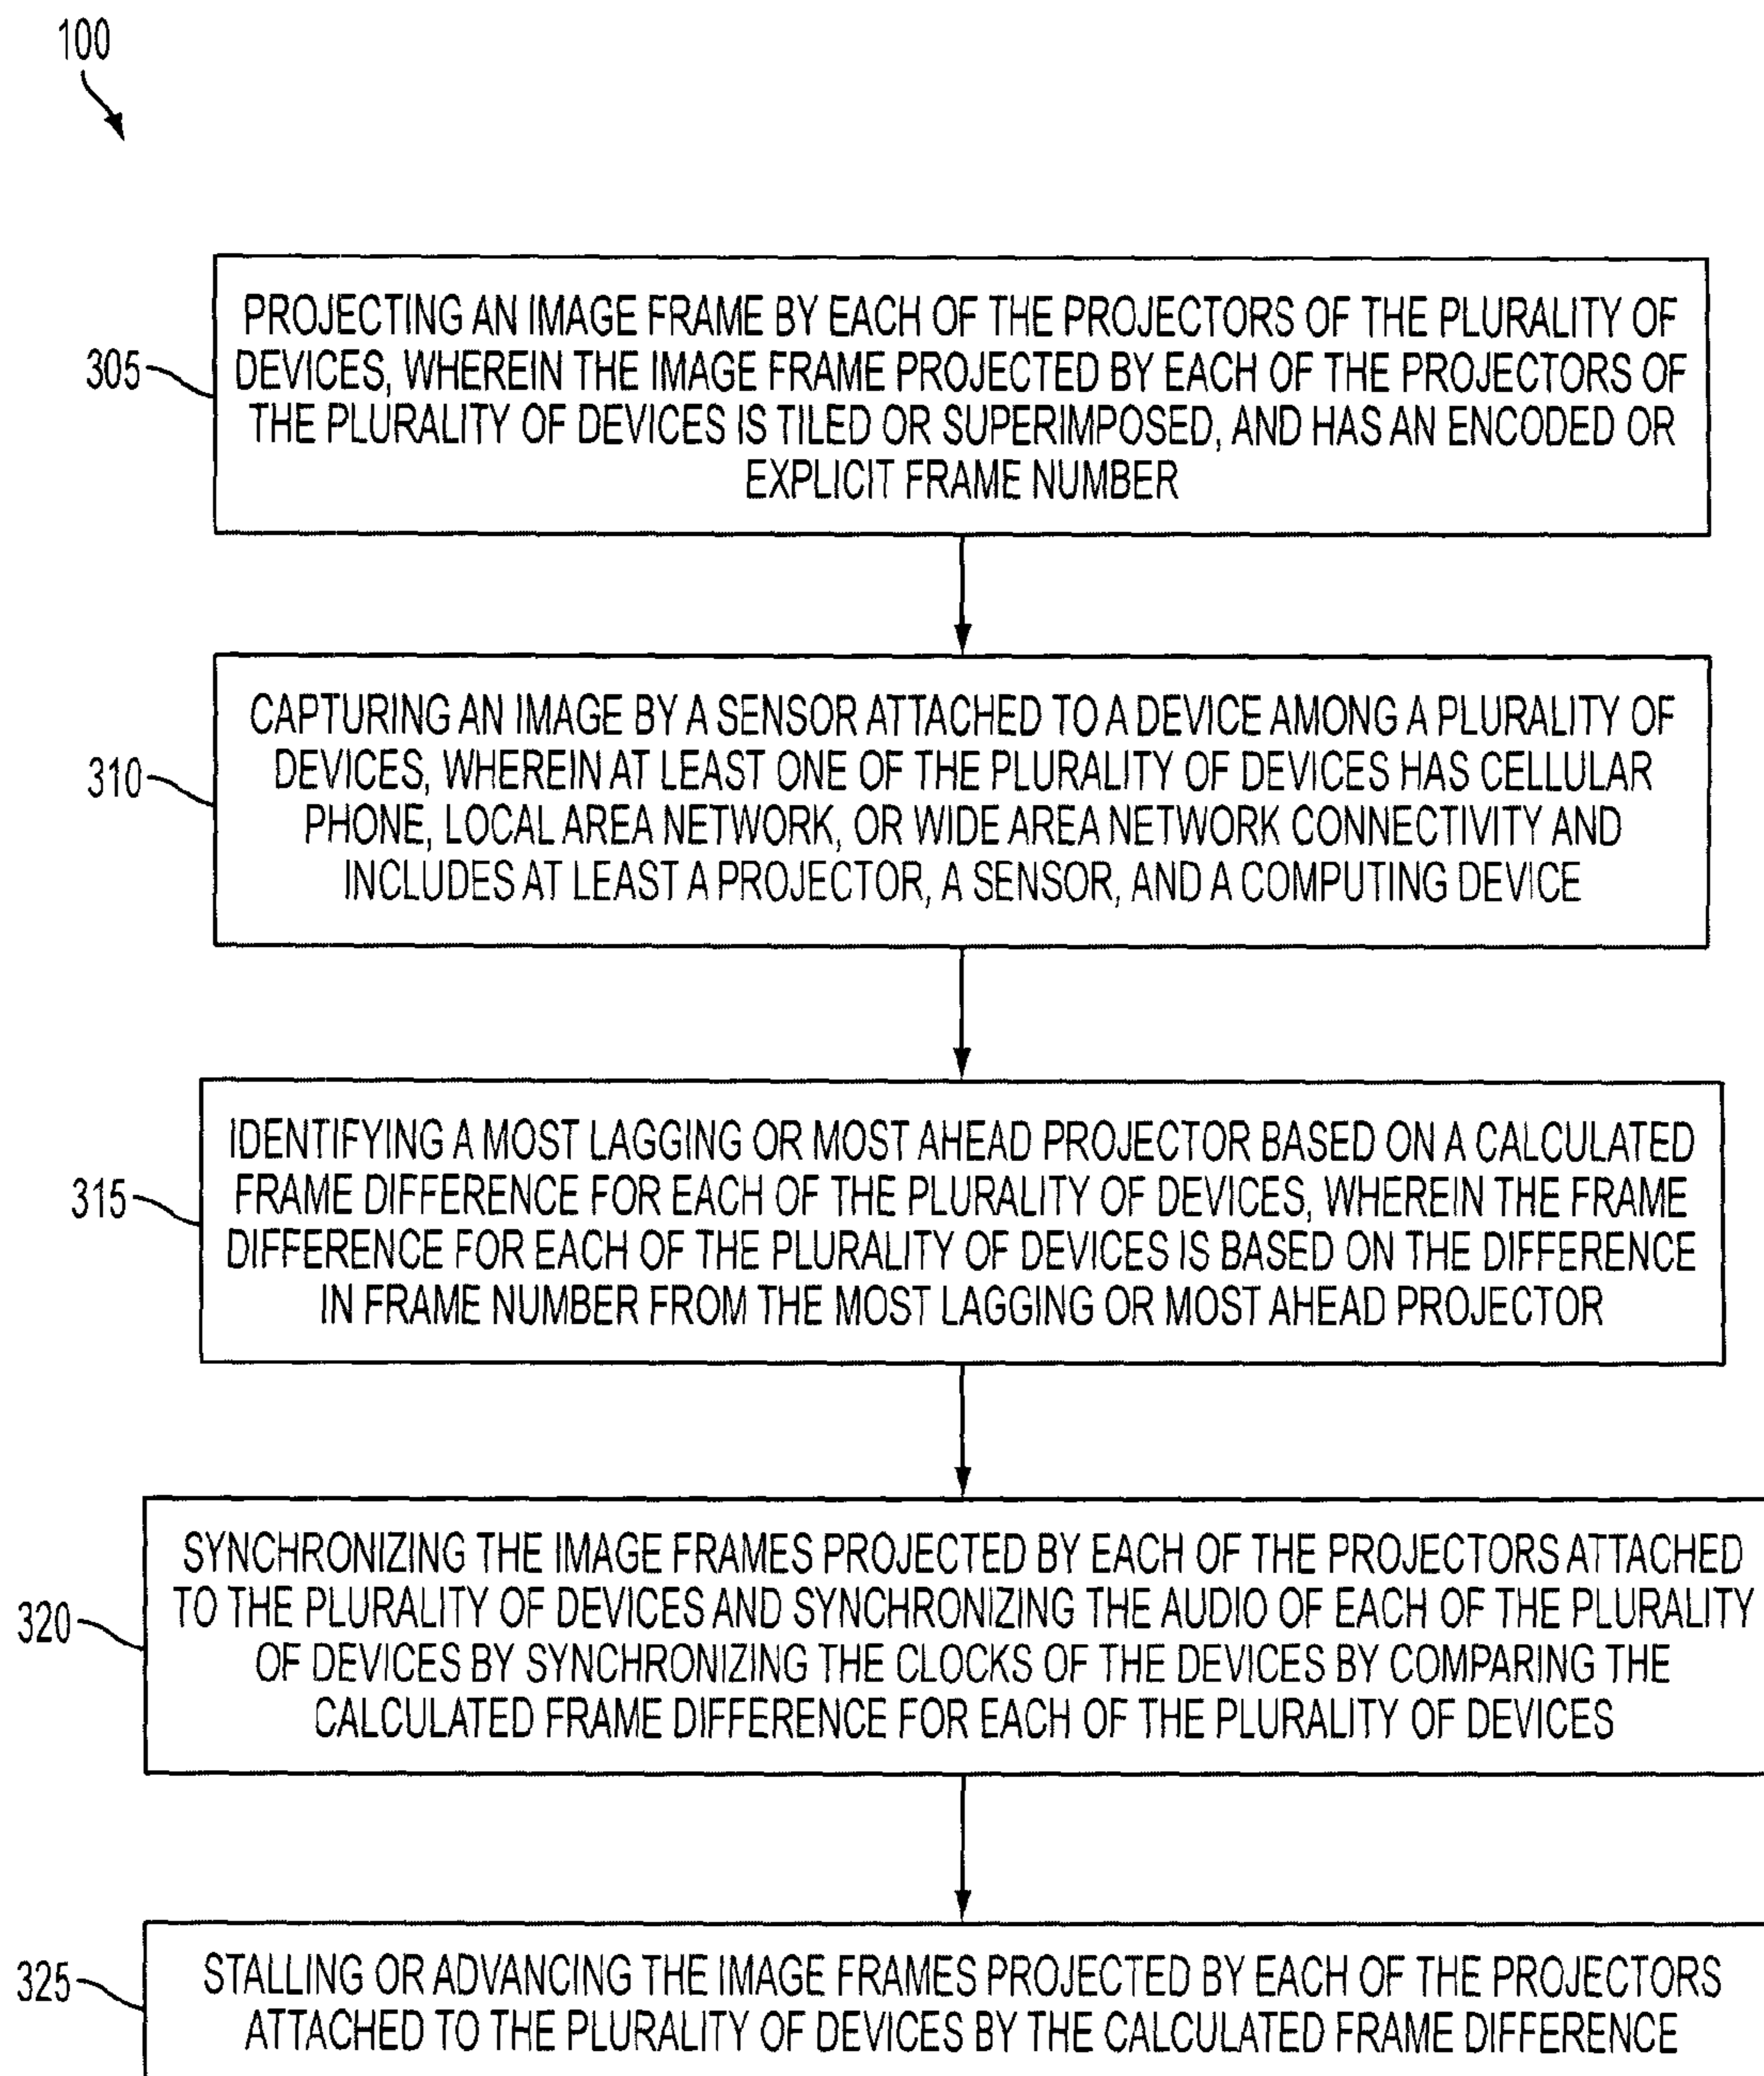 100
305
PROJECTING AN IMAGE FRAME BY EACH OF THE PROJECTORS OF THE PLURALITY OF
DEVICES, WHEREIN THE IMAGE FRAME PROJECTED BY EACH OF THE PROJECTORS OF
THE PLURALITY OF DEVICES IS TILED OR SUPERIMPOSED, AND HAS AN ENCODED OR
EXPLICIT FRAME NUMBER
310
CAPTURING AN IMAGE BY A SENSOR ATTACHED TO A DEVICE AMONG A PLURALITY OF
DEVICES, WHEREIN AT LEAST ONE OF THE PLURALITY OF DEVICES HAS CELLULAR
PHONE, LOCAL AREA NETWORK, OR WIDE AREA NETWORK CONNECTIVITY AND
INCLUDES AT LEAST A PROJECTOR, A SENSOR, AND A COMPUTING DEVICE
315
IDENTIFYING A MOST LAGGING OR MOST AHEAD PROJECTOR BASED ON A CALCULATED
FRAME DIFFERENCE FOR EACH OF THE PLURALITY OF DEVICES, WHEREIN THE FRAME
DIFFERENCE FOR EACH OF THE PLURALITY OF DEVICES IS BASED ON THE DIFFERENCE
IN FRAME NUMBER FROM THE MOST LAGGING OR MOST AHEAD PROJECTOR
320
SYNCHRONIZING THE IMAGE FRAMES PROJECTED BY EACH OF THE PROJECTORS ATTACHED
TO THE PLURALITY OF DEVICES AND SYNCHRONIZING THE AUDIO OF EACH OF THE PLURALITY
OF DEVICES BY SYNCHRONIZING THE CLOCKS OF THE DEVICES BY COMPARING THE
CALCULATED FRAME DIFFERENCE FOR EACH OF THE PLURALITY OF DEVICES
325
STALLING OR ADVANCING THE IMAGE FRAMES PROJECTED BY EACH OF THE PROJECTORS
ATTACHED TO THE PLURALITY OF DEVICES BY THE CALCULATED FRAME DIFFERENCE